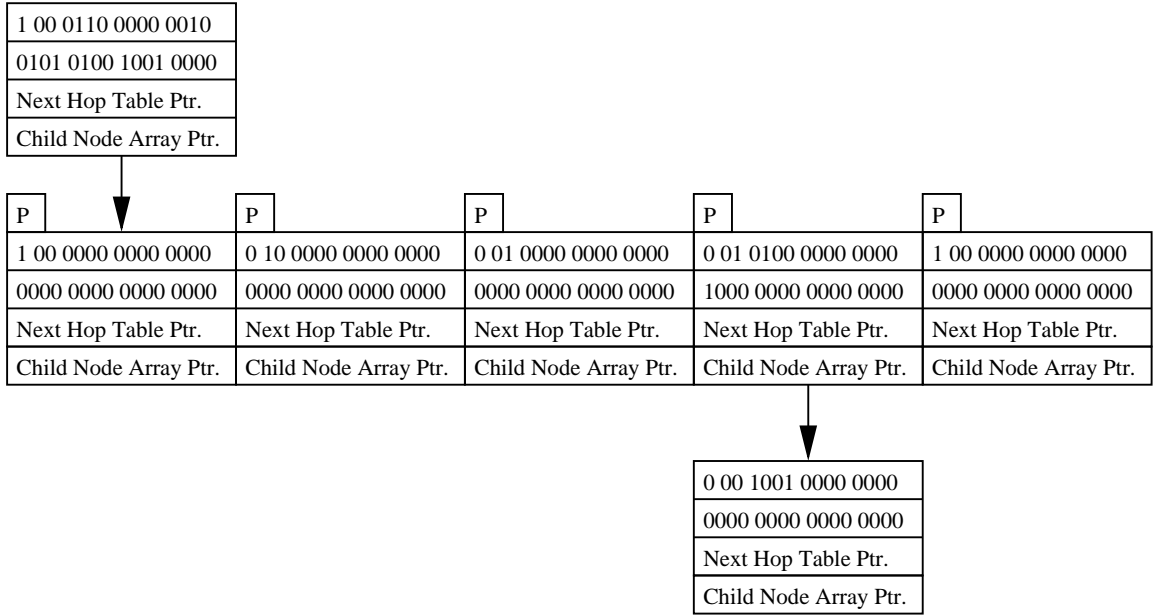 1 00 0110 0000 0010
0101 0100 1001 0000
Next Hop Table Ptr.
Child Node Array Ptr.
P P P P P
1 00 0000 0000 0000 0 10 0000 0000 0000 0 01 0000 0000 0000 0 01 0100 0000 0000 1 00 0000 0000 0000
0000 0000 0000 0000 0000 0000 0000 0000 0000 0000 0000 0000 1000 0000 0000 0000 0000 0000 0000 0000
Next Hop Table Ptr. Next Hop Table Ptr. Next Hop Table Ptr. Next Hop Table Ptr. Next Hop Table Ptr.
Child Node Array Ptr. Child Node Array Ptr. Child Node Array Ptr. Child Node Array Ptr. Child Node Array Ptr.
0 00 1001 0000 0000
0000 0000 0000 0000
Next Hop Table Ptr.
Child Node Array Ptr.